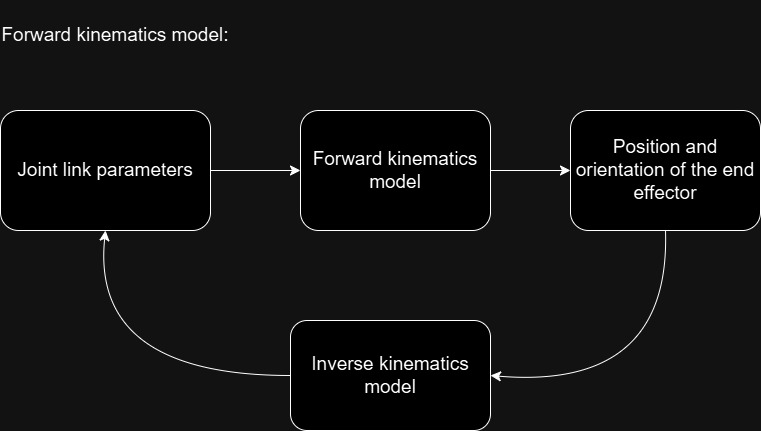 Forward kinematics model:
Joint link parameters
Forward kinematics
model
Position and
orientation of the end
effector
Inverse kinematics
model